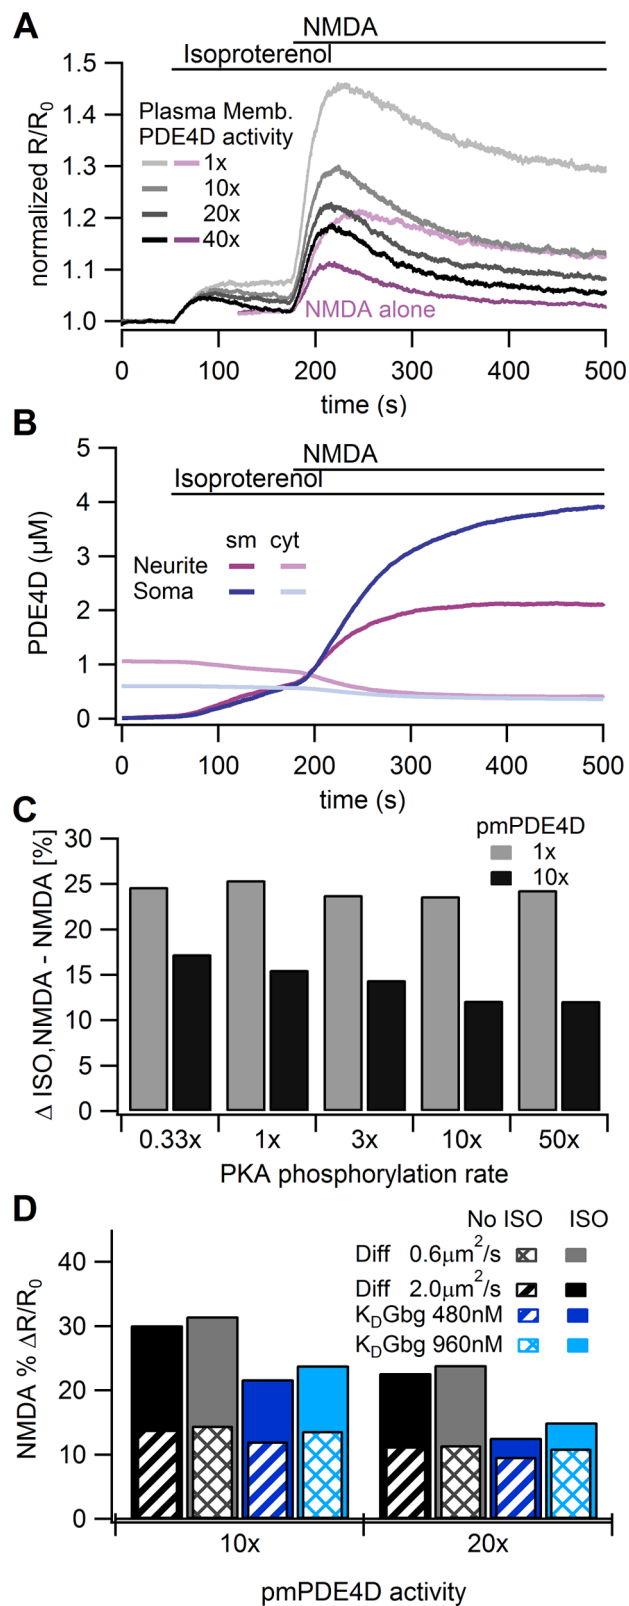 A
NMDA
Isoproterenol
1.5
1.4
1.3
1.2
1.1
1.0
normalized R/R0
Plasma Memb.
PDE4D activity
1x
10x
20x
40x
NMDA alone
0 100 200 300 400 500
time (s)
B
NMDA
Isoproterenol
5
4
3
2
1
0
PDE4D (µM)
sm cyt
Neurite
Soma
0 100 200 300 400 500
time (s)
C
pmPDE4D
1x
10x
30
25
20
15
10
5
0
Δ ISO,NMDA - NMDA [%]
0.33x 1x 3x 10x 50x
PKA phosphorylation rate
D
No ISO ISO
Diff 0.6µm²/s
Diff 2.0µm²/s
KDGbg 480nM
KDGbg 960nM
40
30
20
10
0
NMDA % ΔR/R0
10x 20x
pmPDE4D activity